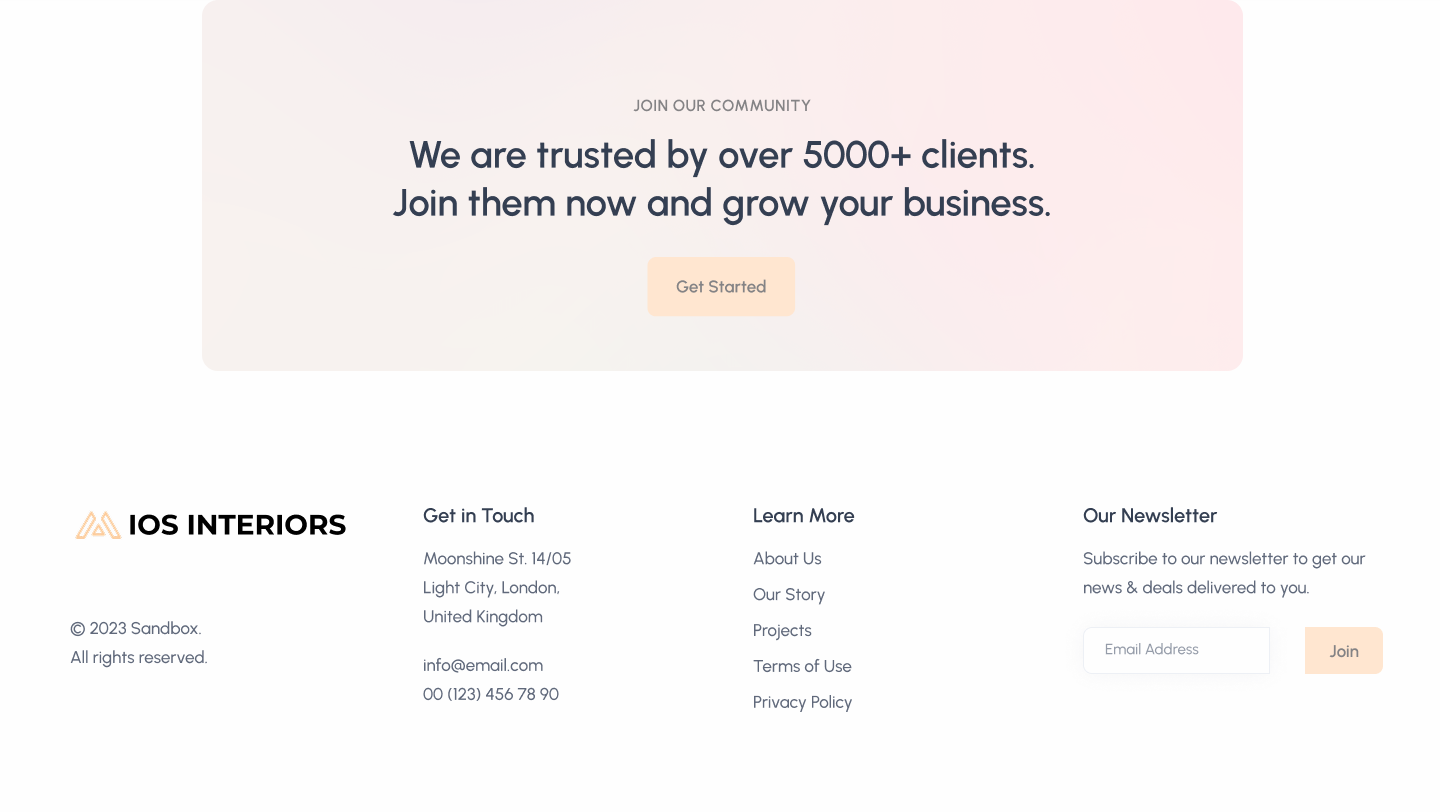 JOIN OUR COMMUNITY
We are trusted by over 5000+ clients.
Join them now and grow your business.
Get Started
IOS INTERIORS
© 2023 Sandbox.
All rights reserved.
Get in Touch
Moonshine St. 14/05
Light City, London,
United Kingdom
info@email.com
00 (123) 456 78 90
Learn More
About Us
Our Story
Projects
Terms of Use
Privacy Policy
Our Newsletter
Subscribe to our newsletter to get our
news & deals delivered to you.
Email Address
Join